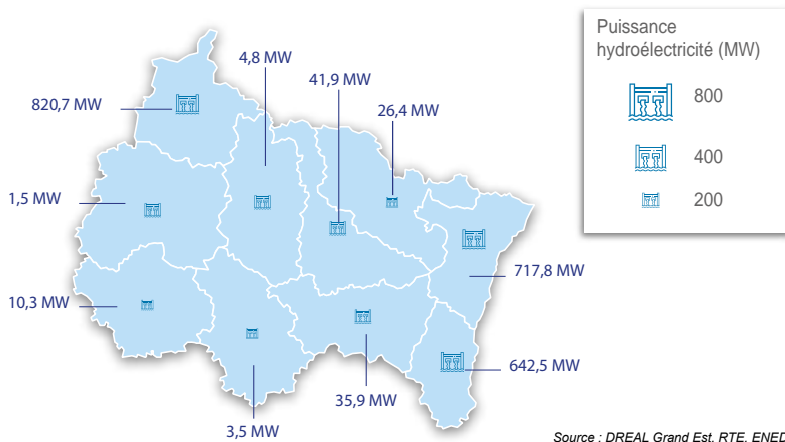 Puissance
hydroélectricité (MW)
800
400
200
4,8 MW
41,9 MW
820,7 MW
26,4 MW
1,5 MW
717,8 MW
10,3 MW
642,5 MW
35,9 MW
3,5 MW
Source : DREAL Grand Est, RTE, ENED